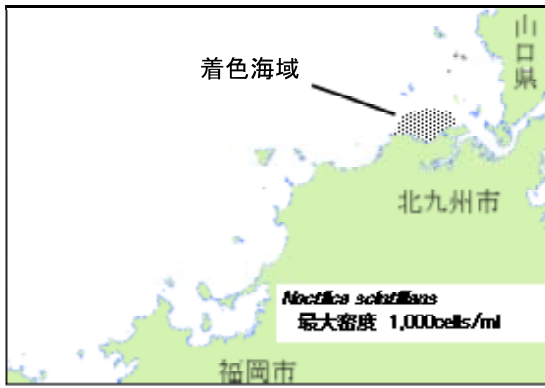 山口県
着色海域
北九州市
Noctilca scintillans
最大密度 1,000cells/ml
福岡市